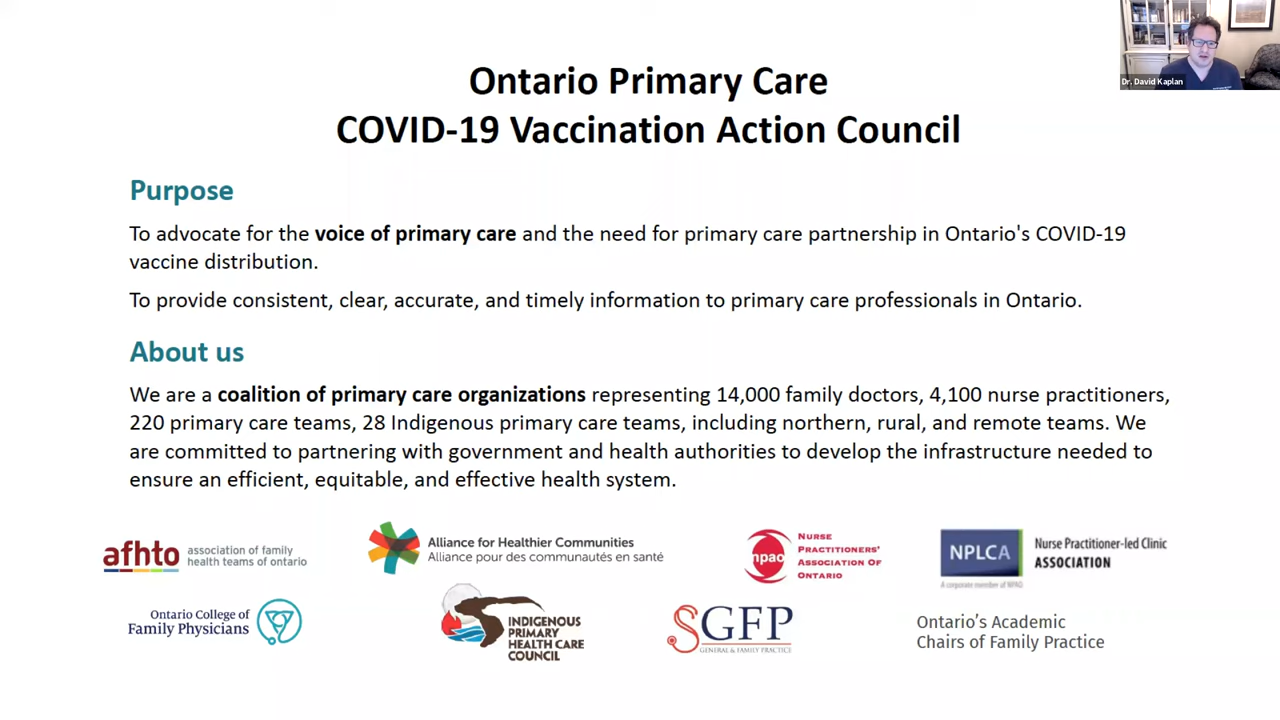 Dr. David Kaplan
Ontario Primary Care
COVID-19 Vaccination Action Council
Purpose
To advocate for the voice of primary care and the need for primary care partnership in Ontario's COVID-19
vaccine distribution.
To provide consistent, clear, accurate, and timely information to primary care professionals in Ontario.
About us
We are a coalition of primary care organizations representing 14,000 family doctors, 4,100 nurse practitioners,
220 primary care teams, 28 Indigenous primary care teams, including northern, rural, and remote teams. We
are committed to partnering with government and health authorities to develop the infrastructure needed to
ensure an efficient, equitable, and effective health system.
afhto
association of family
health teams of ontario
Alliance for Healthier Communities
Alliance pour des communautés en santé
npao
NURSE
PRACTITIONERS'
ASSOCIATION OF
ONTARIO
NPLCA
Nurse Practitioner-led Clinic
ASSOCIATION
A corporate member of NPAO
Ontario College of
Family Physicians
INDIGENOUS
PRIMARY
HEALTH CARE
COUNCIL
SGFP
GENERAL & FAMILY PRACTICE
Ontario's Academic
Chairs of Family Practice